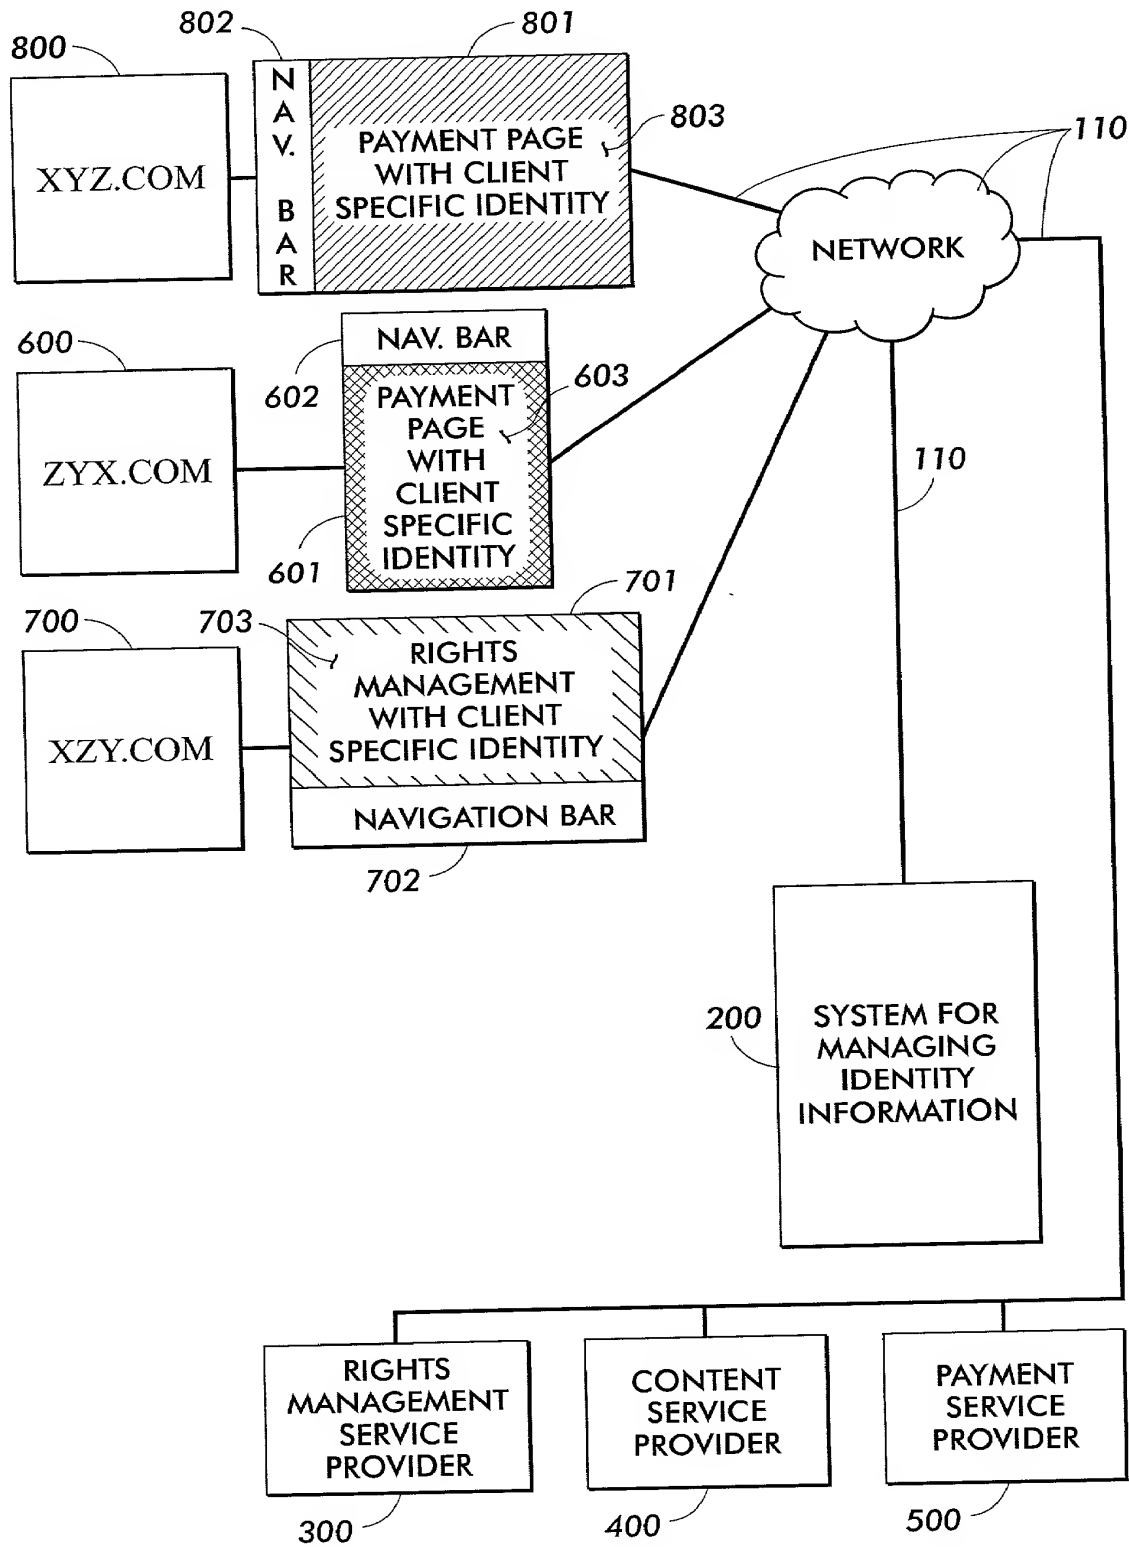 802
801
800
N
A
V.
B
A
R
803
110
PAYMENT PAGE
WITH CLIENT
SPECIFIC IDENTITY
XYZ.COM
NETWORK
600
NAV. BAR
602
603
PAYMENT
PAGE
WITH
CLIENT
SPECIFIC
IDENTITY
ZYX.COM
110
601
700
703
701
RIGHTS
MANAGEMENT
WITH CLIENT
SPECIFIC IDENTITY
XZY.COM
NAVIGATION BAR
702
200
SYSTEM FOR
MANAGING
IDENTITY
INFORMATION
RIGHTS
MANAGEMENT
SERVICE
PROVIDER
CONTENT
SERVICE
PROVIDER
PAYMENT
SERVICE
PROVIDER
300
400
500